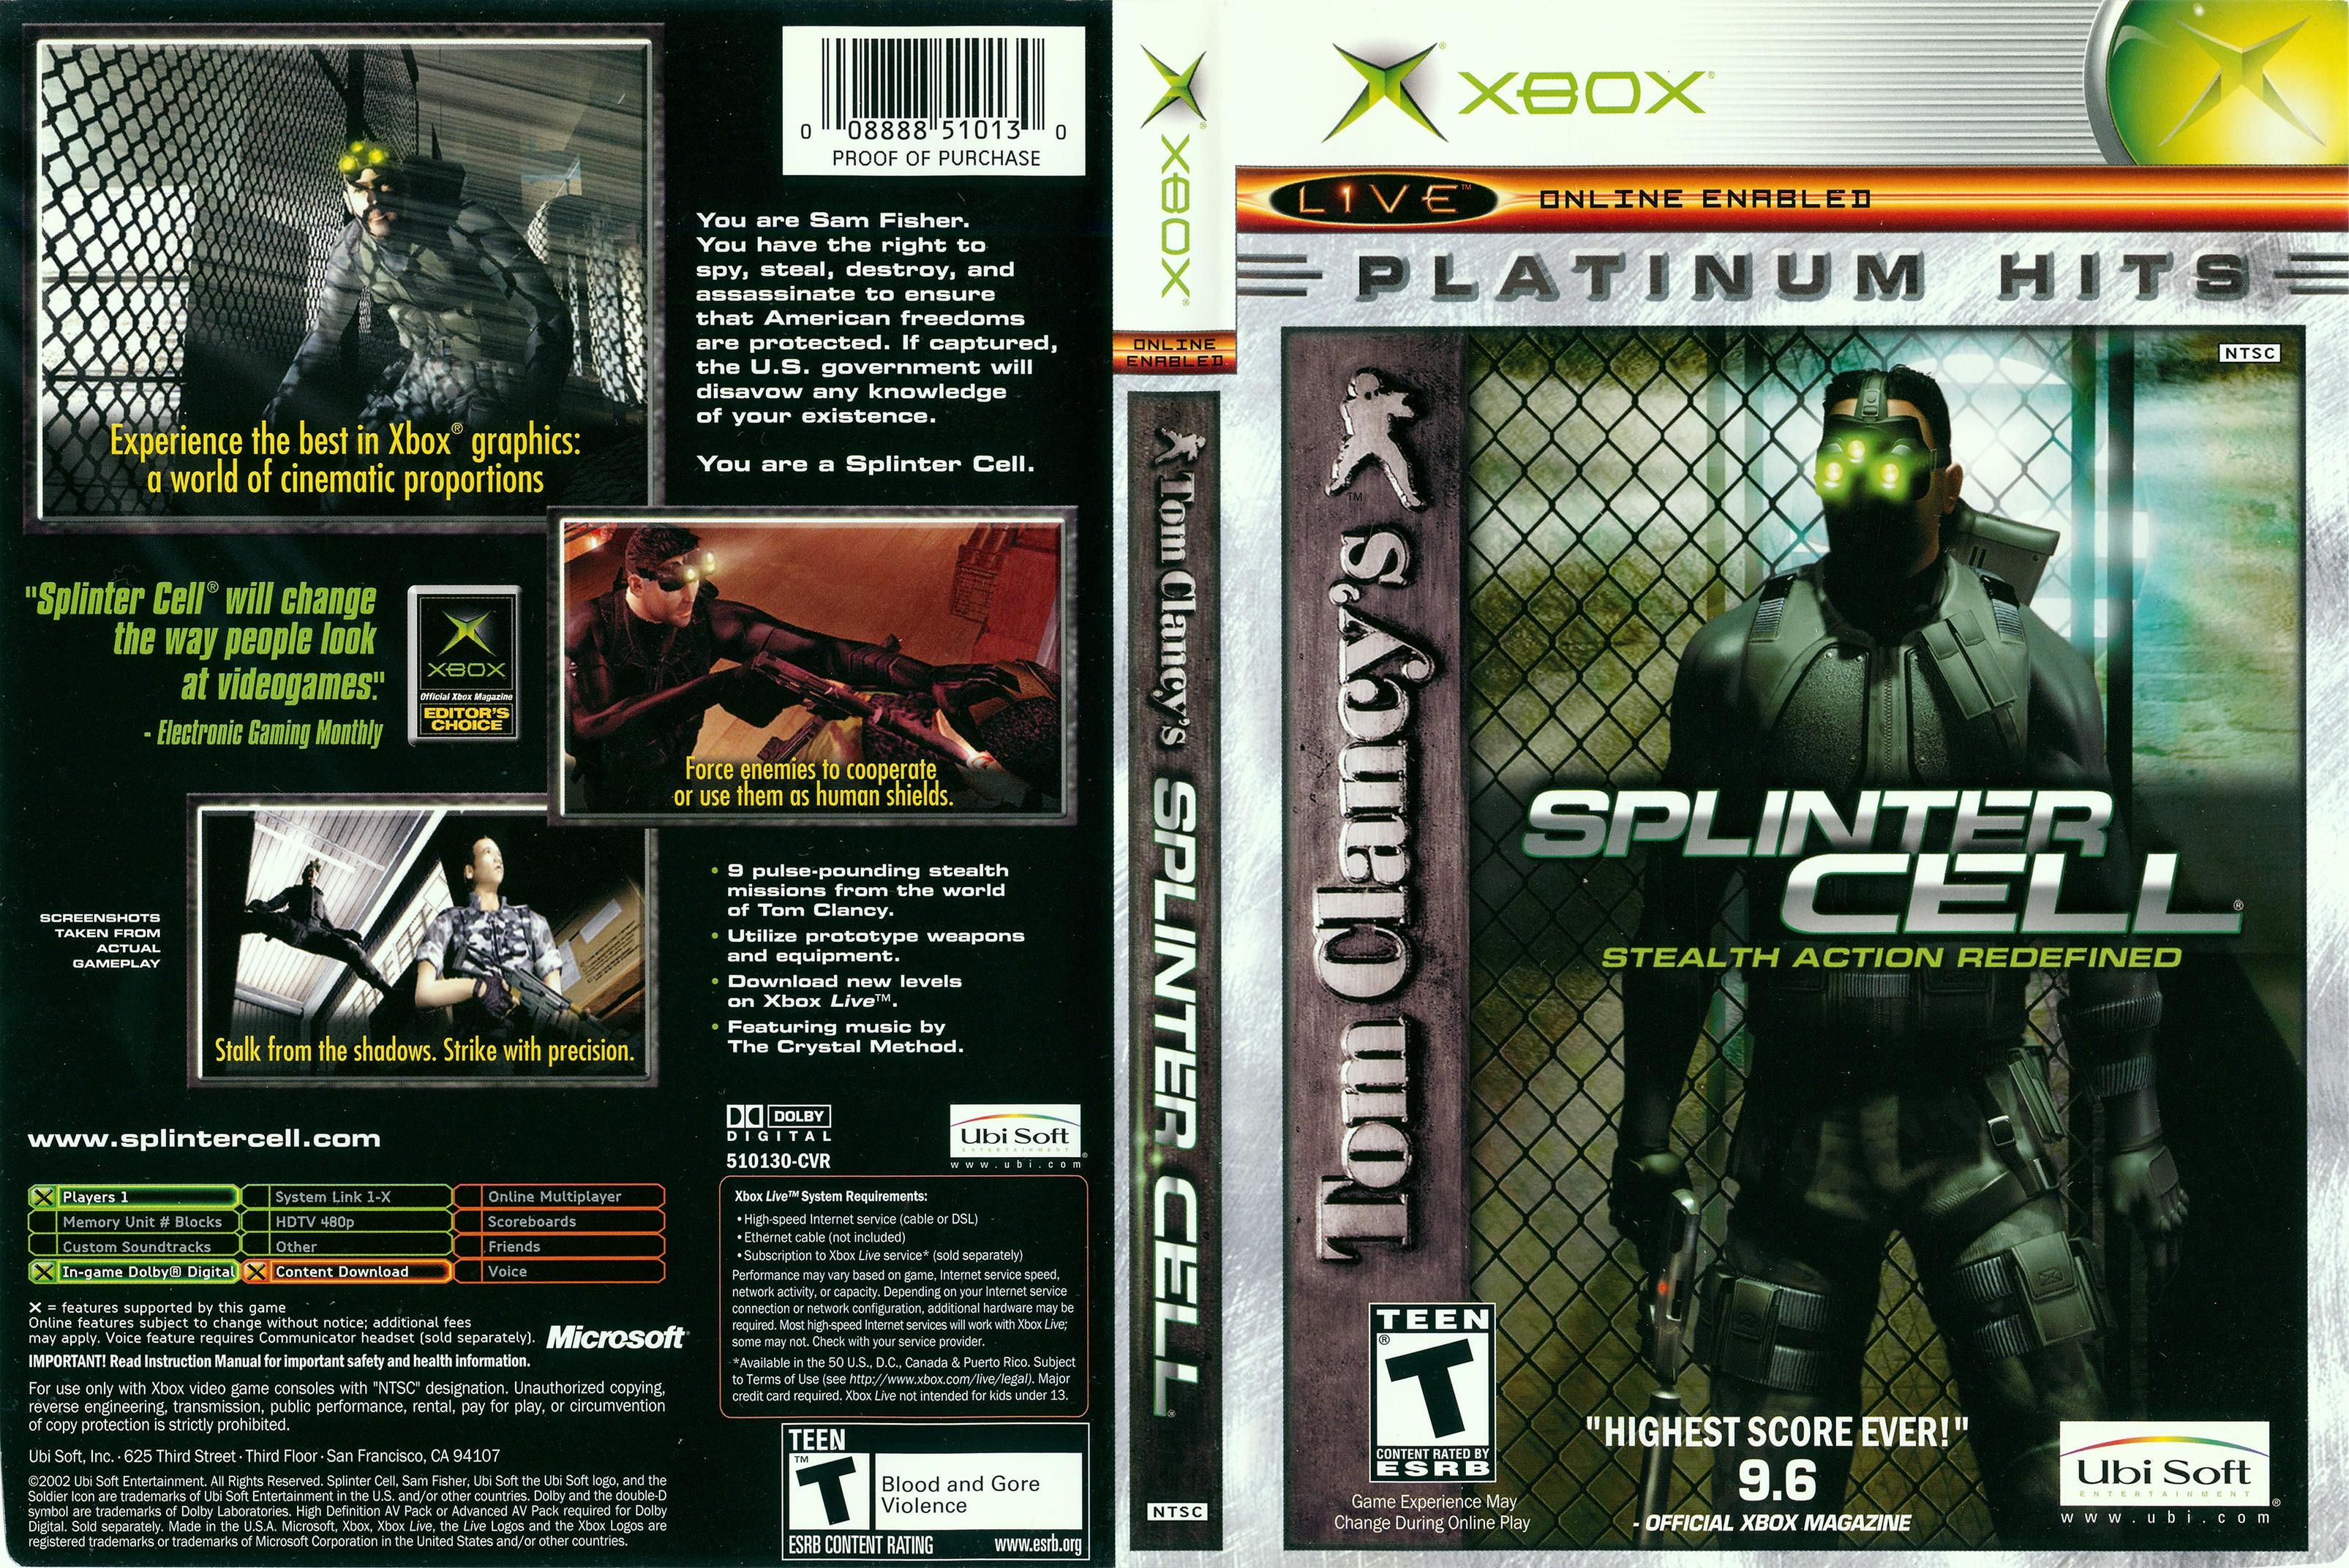 0 08888 51013 0
PROOF OF PURCHASE
You are Sam Fisher.
You have the right to
spy, steal, destroy, and
assassinate to ensure
that American freedoms
are protected. If captured,
the U.S. government will
disavow any knowledge
of your existence.
You are a Splinter Cell.
Experience the best in Xbox® graphics:
a world of cinematic proportions
"Splinter Cell® will change
the way people look
at videogames."
- Electronic Gaming Monthly
XBOX
Official Xbox Magazine
EDITOR'S
CHOICE
Force enemies to cooperate
or use them as human shields.
SCREENSHOTS
TAKEN FROM
ACTUAL
GAMEPLAY
Stalk from the shadows. Strike with precision.
• 9 pulse-pounding stealth
missions from the world
of Tom Clancy.
• Utilize prototype weapons
and equipment.
• Download new levels
on Xbox Live™.
• Featuring music by
The Crystal Method.
www.splintercell.com
DOLBY
DIGITAL
510130-CVR
Ubi Soft
ENTERTAINMENT
®
www.ubi.com
Players 1
System Link 1-X
Online Multiplayer
Memory Unit # Blocks
HDTV 480p
Scoreboards
Custom Soundtracks
Other
Friends
In-game Dolby® Digital
Content Download
Voice
X = features supported by this game
Online features subject to change without notice; additional fees
may apply. Voice feature requires Communicator headset (sold separately).
Microsoft®
IMPORTANT! Read Instruction Manual for important safety and health information.
For use only with Xbox video game consoles with "NTSC" designation. Unauthorized copying,
reverse engineering, transmission, public performance, rental, pay for play, or circumvention
of copy protection is strictly prohibited.
Ubi Soft, Inc. · 625 Third Street · Third Floor · San Francisco, CA 94107
©2002 Ubi Soft Entertainment. All Rights Reserved. Splinter Cell, Sam Fisher, Ubi Soft the Ubi Soft logo, and the
Soldier Icon are trademarks of Ubi Soft Entertainment in the U.S. and/or other countries. Dolby and the double-D
symbol are trademarks of Dolby Laboratories. High Definition AV Pack or Advanced AV Pack required for Dolby
Digital. Sold separately. Made in the U.S.A. Microsoft, Xbox, Xbox Live, the Live Logos and the Xbox Logos are
registered trademarks or trademarks of Microsoft Corporation in the United States and/or other countries.
Xbox Live™ System Requirements:
• High-speed Internet service (cable or DSL)
• Ethernet cable (not included)
• Subscription to Xbox Live service* (sold separately)
Performance may vary based on game, Internet service speed,
network activity, or capacity. Depending on your Internet service
connection or network configuration, additional hardware may be
required. Most high-speed Internet services will work with Xbox Live;
some may not. Check with your service provider.
*Available in the 50 U.S., D.C., Canada & Puerto Rico. Subject
to Terms of Use (see http://www.xbox.com/live/legal). Major
credit card required. Xbox Live not intended for kids under 13.
TEEN
™
T
Blood and Gore
Violence
ESRB CONTENT RATING www.esrb.org
XBOX®
ONLINE
ENABLED
Tom Clancy's SPLINTER CELL®
NTSC
XBOX®
LIVE™ ONLINE ENABLED
PLATINUM HITS
NTSC
Tom Clancy's
™
SPLINTER
CELL®
STEALTH ACTION REDEFINED
TEEN
®
T
CONTENT RATED BY
ESRB
Game Experience May
Change During Online Play
"HIGHEST SCORE EVER!"
9.6
- OFFICIAL XBOX MAGAZINE
Ubi Soft
ENTERTAINMENT
®
www.ubi.com